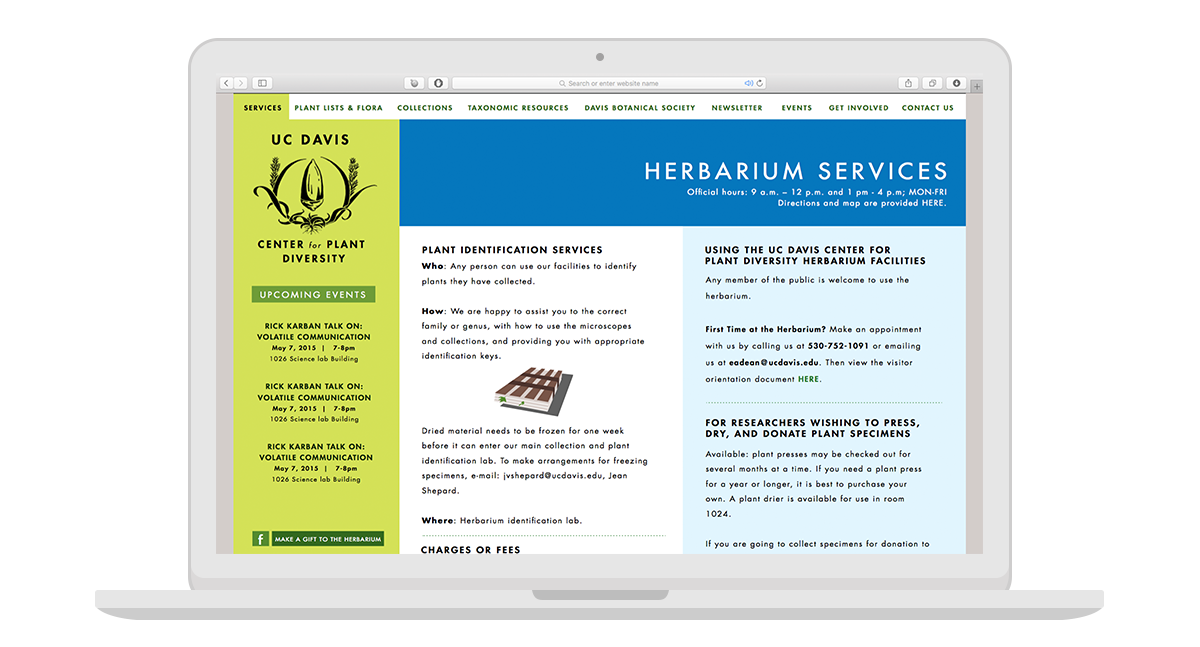 Search or enter website name
SERVICES PLANT LISTS & FLORA COLLECTIONS TAXONOMIC RESOURCES DAVIS BOTANICAL SOCIETY NEWSLETTER EVENTS GET INVOLVED CONTACT US
UC DAVIS
CENTER for PLANT
DIVERSITY
UPCOMING EVENTS
RICK KARBAN TALK ON:
VOLATILE COMMUNICATION
May 7, 2015 | 7-8pm
1026 Science lab Building
RICK KARBAN TALK ON:
VOLATILE COMMUNICATION
May 7, 2015 | 7-8pm
1026 Science lab Building
RICK KARBAN TALK ON:
VOLATILE COMMUNICATION
May 7, 2015 | 7-8pm
1026 Science lab Building
f MAKE A GIFT TO THE HERBARIUM
HERBARIUM SERVICES
Official hours: 9 a.m. – 12 p.m. and 1 pm - 4 p.m; MON-FRI
Directions and map are provided HERE.
PLANT IDENTIFICATION SERVICES
Who: Any person can use our facilities to identify
plants they have collected.
How: We are happy to assist you to the correct
family or genus, with how to use the microscopes
and collections, and providing you with appropriate
identification keys.
Dried material needs to be frozen for one week
before it can enter our main collection and plant
identification lab. To make arrangements for freezing
specimens, e-mail: jvshepard@ucdavis.edu, Jean
Shepard.
Where: Herbarium identification lab.
CHARGES OR FEES
USING THE UC DAVIS CENTER FOR
PLANT DIVERSITY HERBARIUM FACILITIES
Any member of the public is welcome to use the
herbarium.
First Time at the Herbarium? Make an appointment
with us by calling us at 530-752-1091 or emailing
us at eadean@ucdavis.edu. Then view the visitor
orientation document HERE.
FOR RESEARCHERS WISHING TO PRESS,
DRY, AND DONATE PLANT SPECIMENS
Available: plant presses may be checked out for
several months at a time. If you need a plant press
for a year or longer, it is best to purchase your
own. A plant drier is available for use in room
1024.
If you are going to collect specimens for donation to